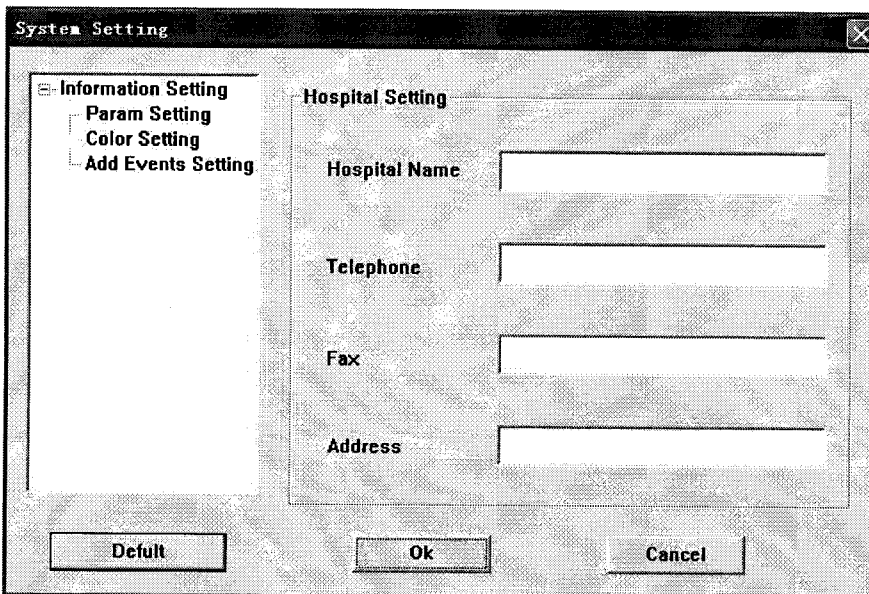 System Setting
Information Setting
Param Setting
Color Setting
Add Events Setting
Hospital Setting
Hospital Name
Telephone
Fax
Address
Defult
Ok
Cancel